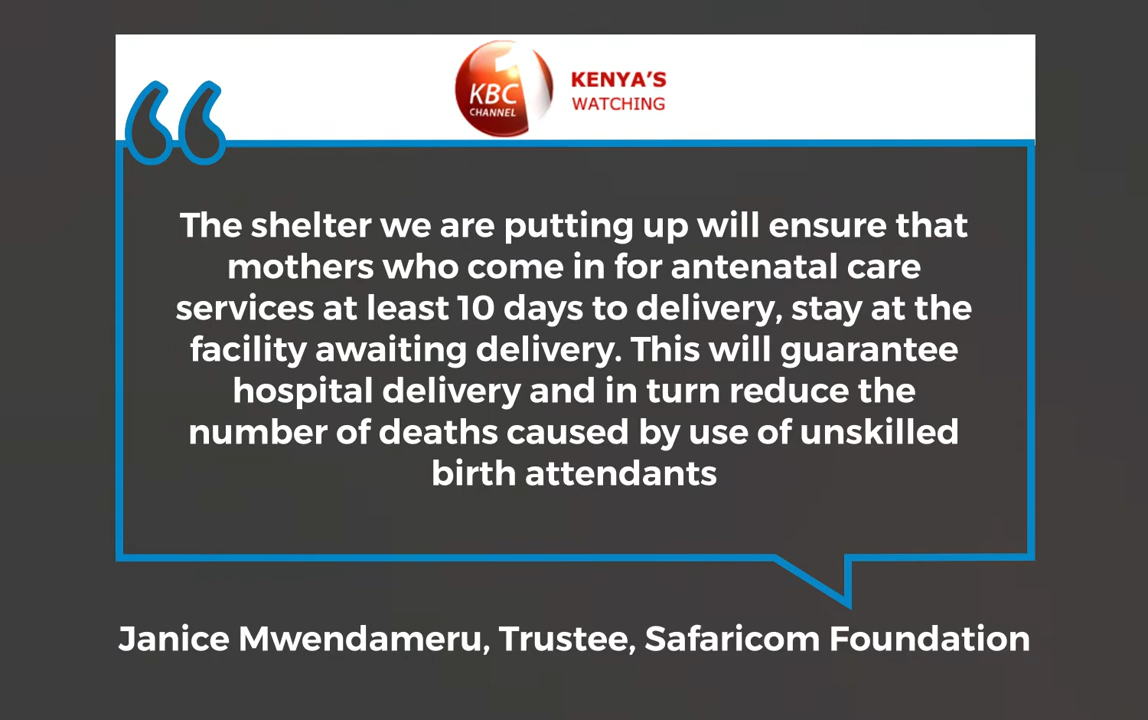 1
KBC
CHANNEL
KENYA'S
WATCHING
The shelter we are putting up will ensure that
mothers who come in for antenatal care
services at least 10 days to delivery, stay at the
facility awaiting delivery. This will guarantee
hospital delivery and in turn reduce the
number of deaths caused by use of unskilled
birth attendants
Janice Mwendameru, Trustee, Safaricom Foundation